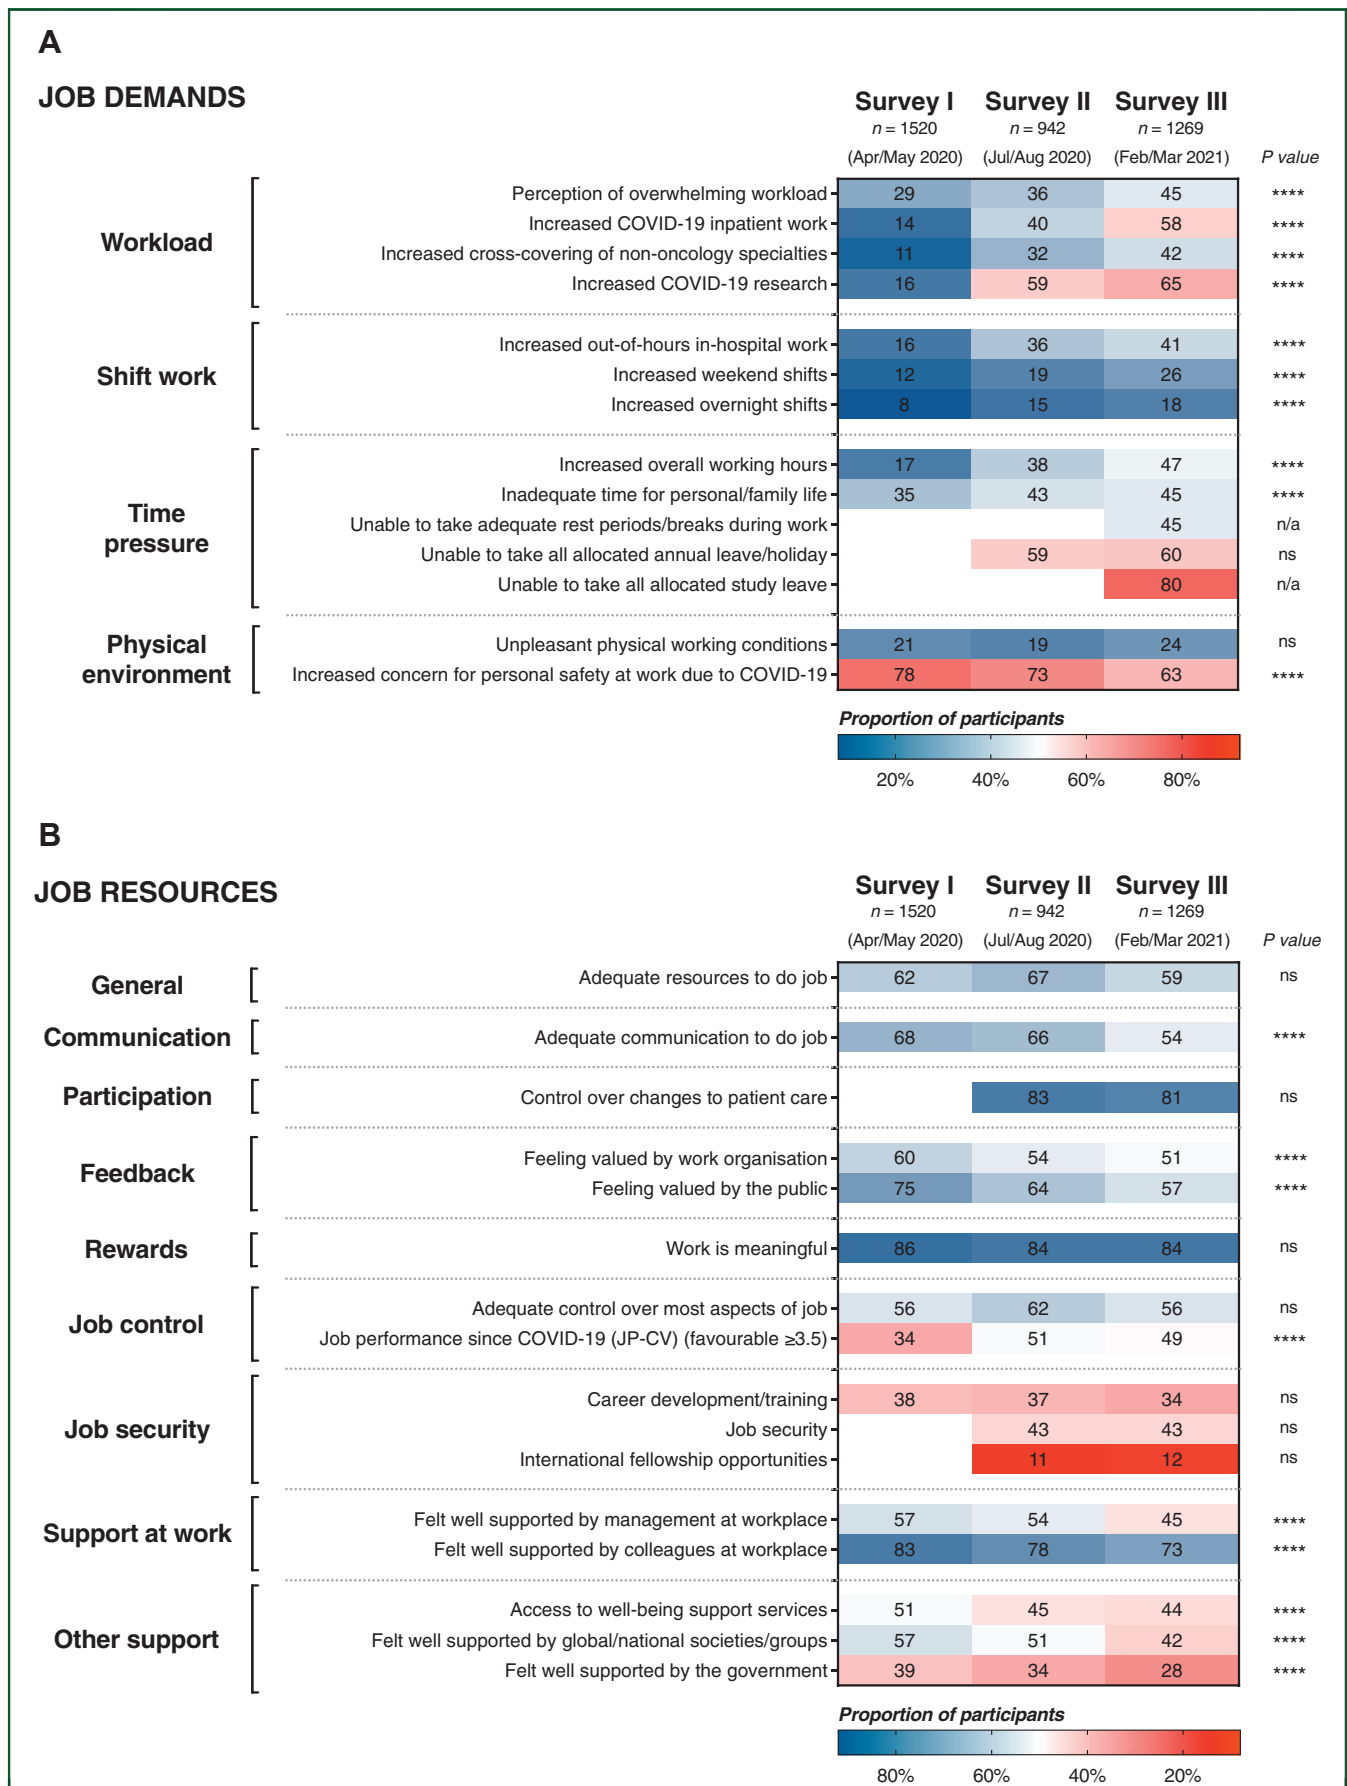 A
JOB DEMANDS
Survey I Survey II Survey III
n = 1520 n = 942 n = 1269
(Apr/May 2020) (Jul/Aug 2020) (Feb/Mar 2021) P value
Workload
Perception of overwhelming workload 29 36 45 ****
Increased COVID-19 inpatient work 14 40 58 ****
Increased cross-covering of non-oncology specialties 11 32 42 ****
Increased COVID-19 research 16 59 65 ****
Shift work
Increased out-of-hours in-hospital work 16 36 41 ****
Increased weekend shifts 12 19 26 ****
Increased overnight shifts 8 15 18 ****
Time
pressure
Increased overall working hours 17 38 47 ****
Inadequate time for personal/family life 35 43 45 ****
Unable to take adequate rest periods/breaks during work 45 n/a
Unable to take all allocated annual leave/holiday 59 60 ns
Unable to take all allocated study leave 80 n/a
Physical
environment
Unpleasant physical working conditions 21 19 24 ns
Increased concern for personal safety at work due to COVID-19 78 73 63 ****
Proportion of participants
20% 40% 60% 80%
B
JOB RESOURCES
Survey I Survey II Survey III
n = 1520 n = 942 n = 1269
(Apr/May 2020) (Jul/Aug 2020) (Feb/Mar 2021) P value
General
Adequate resources to do job 62 67 59 ns
Communication
Adequate communication to do job 68 66 54 ****
Participation
Control over changes to patient care 83 81 ns
Feedback
Feeling valued by work organisation 60 54 51 ****
Feeling valued by the public 75 64 57 ****
Rewards
Work is meaningful 86 84 84 ns
Job control
Adequate control over most aspects of job 56 62 56 ns
Job performance since COVID-19 (JP-CV) (favourable ≥3.5) 34 51 49 ****
Job security
Career development/training 38 37 34 ns
Job security 43 43 ns
International fellowship opportunities 11 12 ns
Support at work
Felt well supported by management at workplace 57 54 45 ****
Felt well supported by colleagues at workplace 83 78 73 ****
Other support
Access to well-being support services 51 45 44 ****
Felt well supported by global/national societies/groups 57 51 42 ****
Felt well supported by the government 39 34 28 ****
Proportion of participants
80% 60% 40% 20%